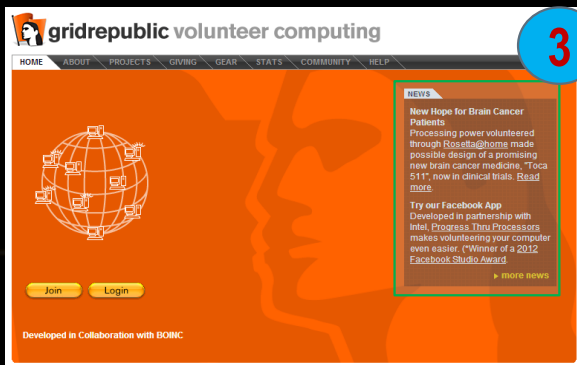 gridrepublic volunteer computing
3
HOME ABOUT PROJECTS GIVING GEAR STATS COMMUNITY HELP
NEWS
New Hope for Brain Cancer
Patients
Processing power volunteered
through Rosetta@home made
possible design of a promising
new brain cancer medicine, "Toca
511", now in clinical trials. Read
more.
Try our Facebook App
Developed in partnership with
Intel, Progress Thru Processors
makes volunteering your computer
even easier. (*Winner of a 2012
Facebook Studio Award.
more news
Join Login
Developed in Collaboration with BOINC